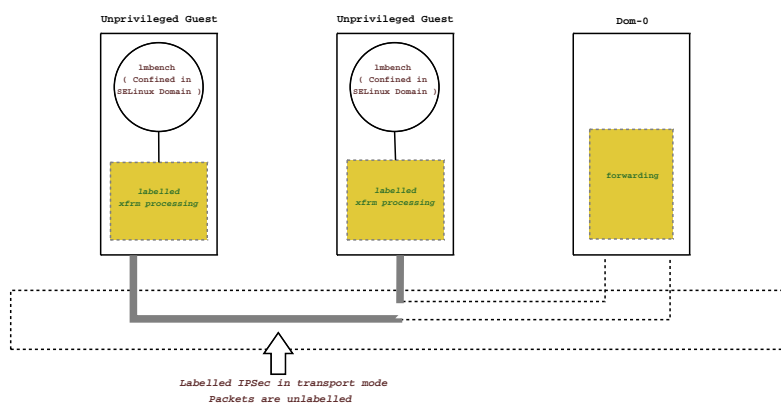 Unprivileged Guest
Unprivileged Guest
Dom-0
lmbench
( Confined in
SELinux Domain )
lmbench
( Confined in
SELinux Domain )
labelled
xfrm processing
labelled
xfrm processing
forwarding
Labelled IPSec in transport mode
Packets are unlabelled